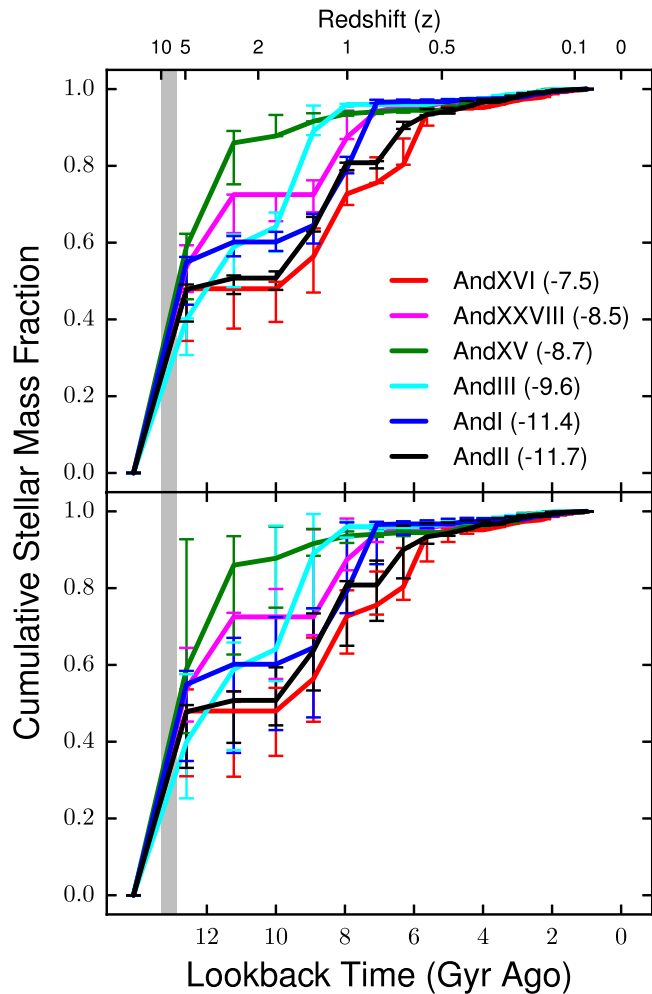 Redshift (z)
10 5 2 1 0.5 0.1 0
1.0
0.8
0.6
0.4
0.2
0.0
AndXVI (-7.5)
AndXXVIII (-8.5)
AndXV (-8.7)
AndIII (-9.6)
AndI (-11.4)
AndII (-11.7)
Cumulative Stellar Mass Fraction
1.0
0.8
0.6
0.4
0.2
0.0
12 10 8 6 4 2 0
Lookback Time (Gyr Ago)